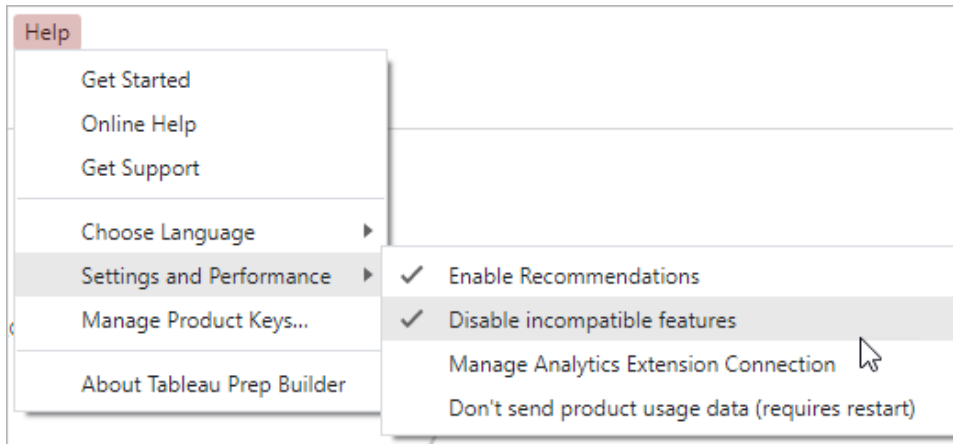 Help
Get Started
Online Help
Get Support
Choose Language
Settings and Performance
Manage Product Keys...
About Tableau Prep Builder
Enable Recommendations
Disable incompatible features
Manage Analytics Extension Connection
Don't send product usage data (requires restart)